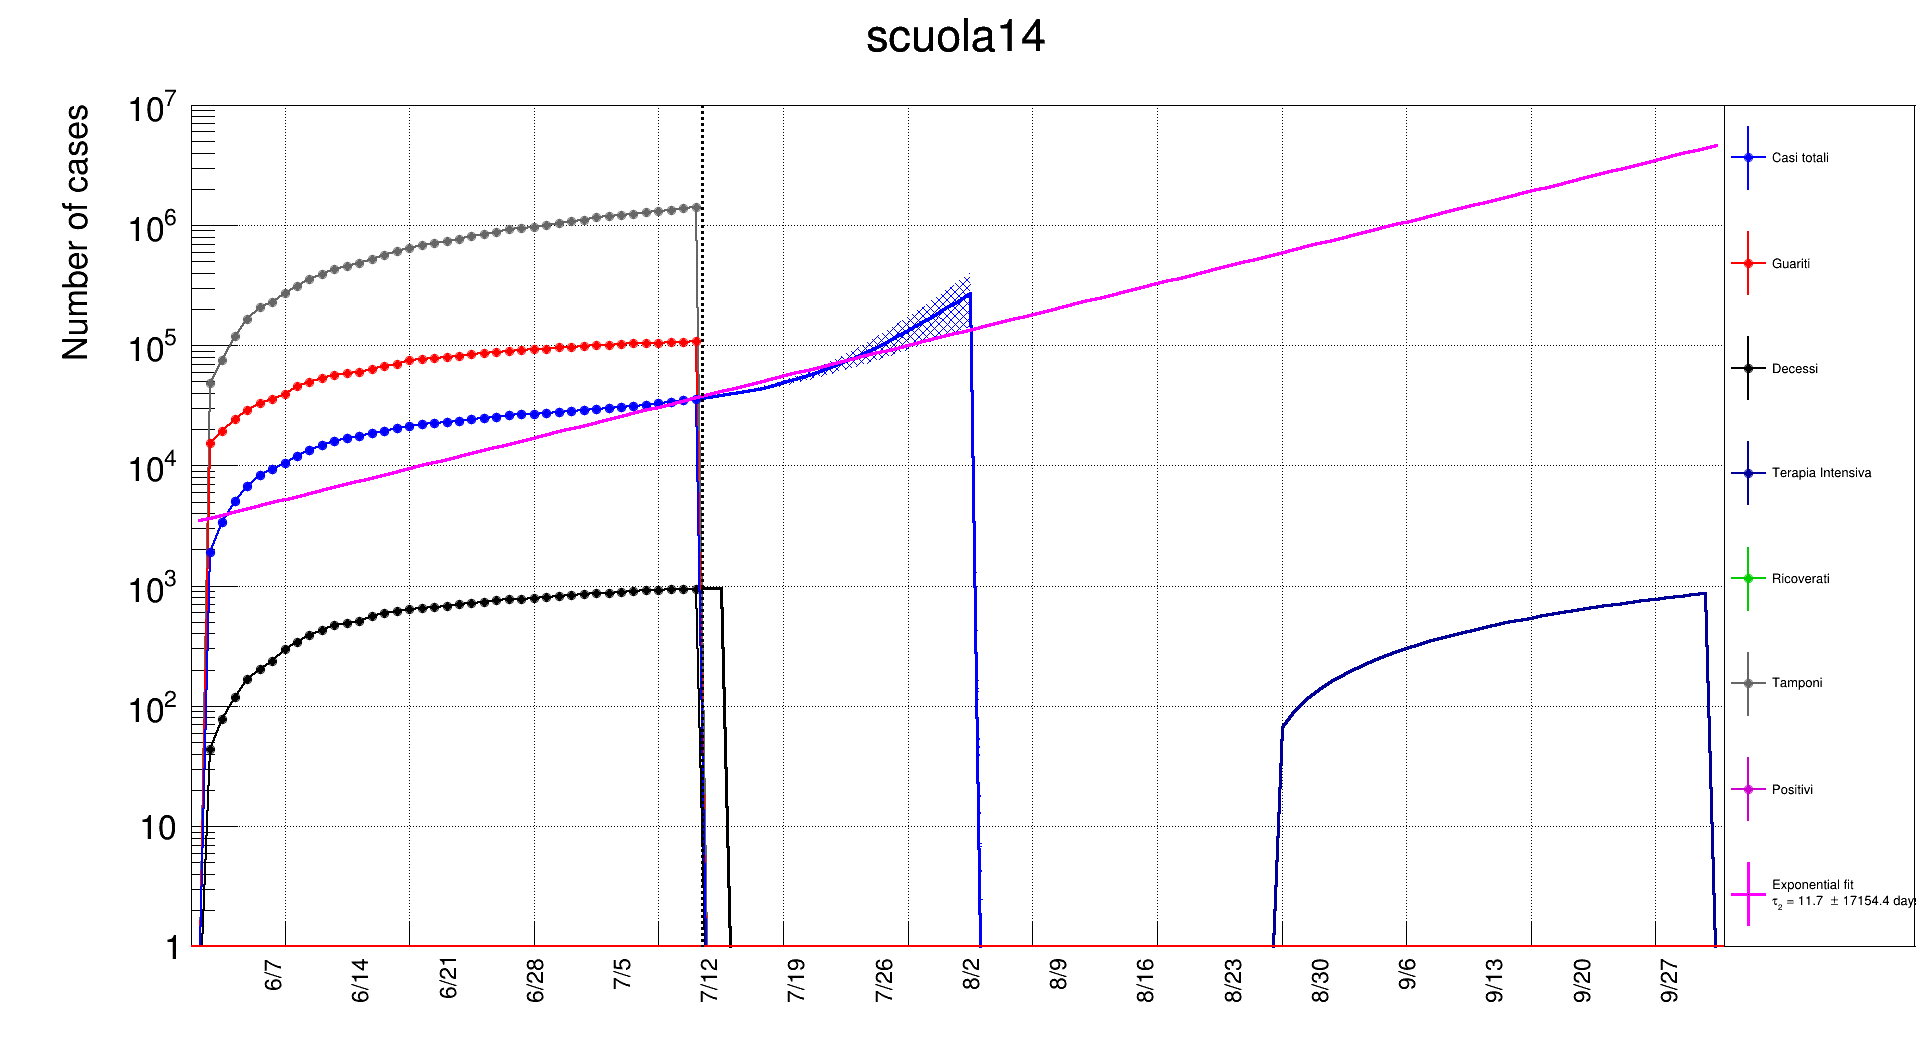 scuola14
Number of cases
10^7
10^6
10^5
10^4
10^3
10^2
10
1
6/7
6/14
6/21
6/28
7/5
7/12
7/19
7/26
8/2
8/9
8/16
8/23
8/30
9/6
9/13
9/20
9/27
Casi totali
Guariti
Decessi
Terapia Intensiva
Ricoverati
Tamponi
Positivi
Exponential fit
τ₂ = 11.7 ± 17154.4 day